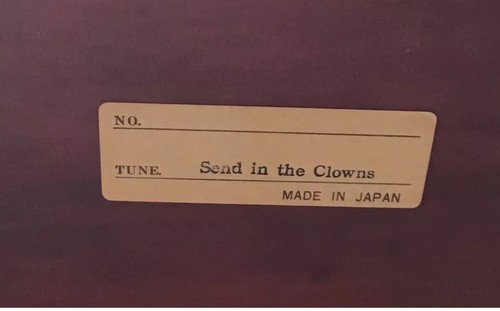 NO.
TUNE. Send in the Clowns
MADE IN JAPAN